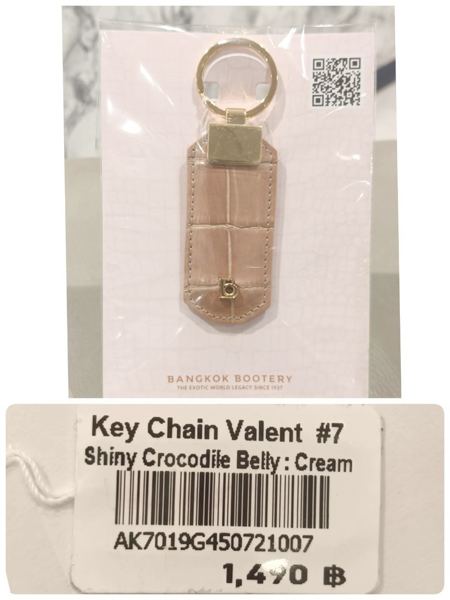 b
BANGKOK BOOTERY
THE EXOTIC WORLD LEGACY SINCE 1937
Key Chain Valent #7
Shiny Crocodile Belly : Cream
AK7019G450721007
1,490 ฿